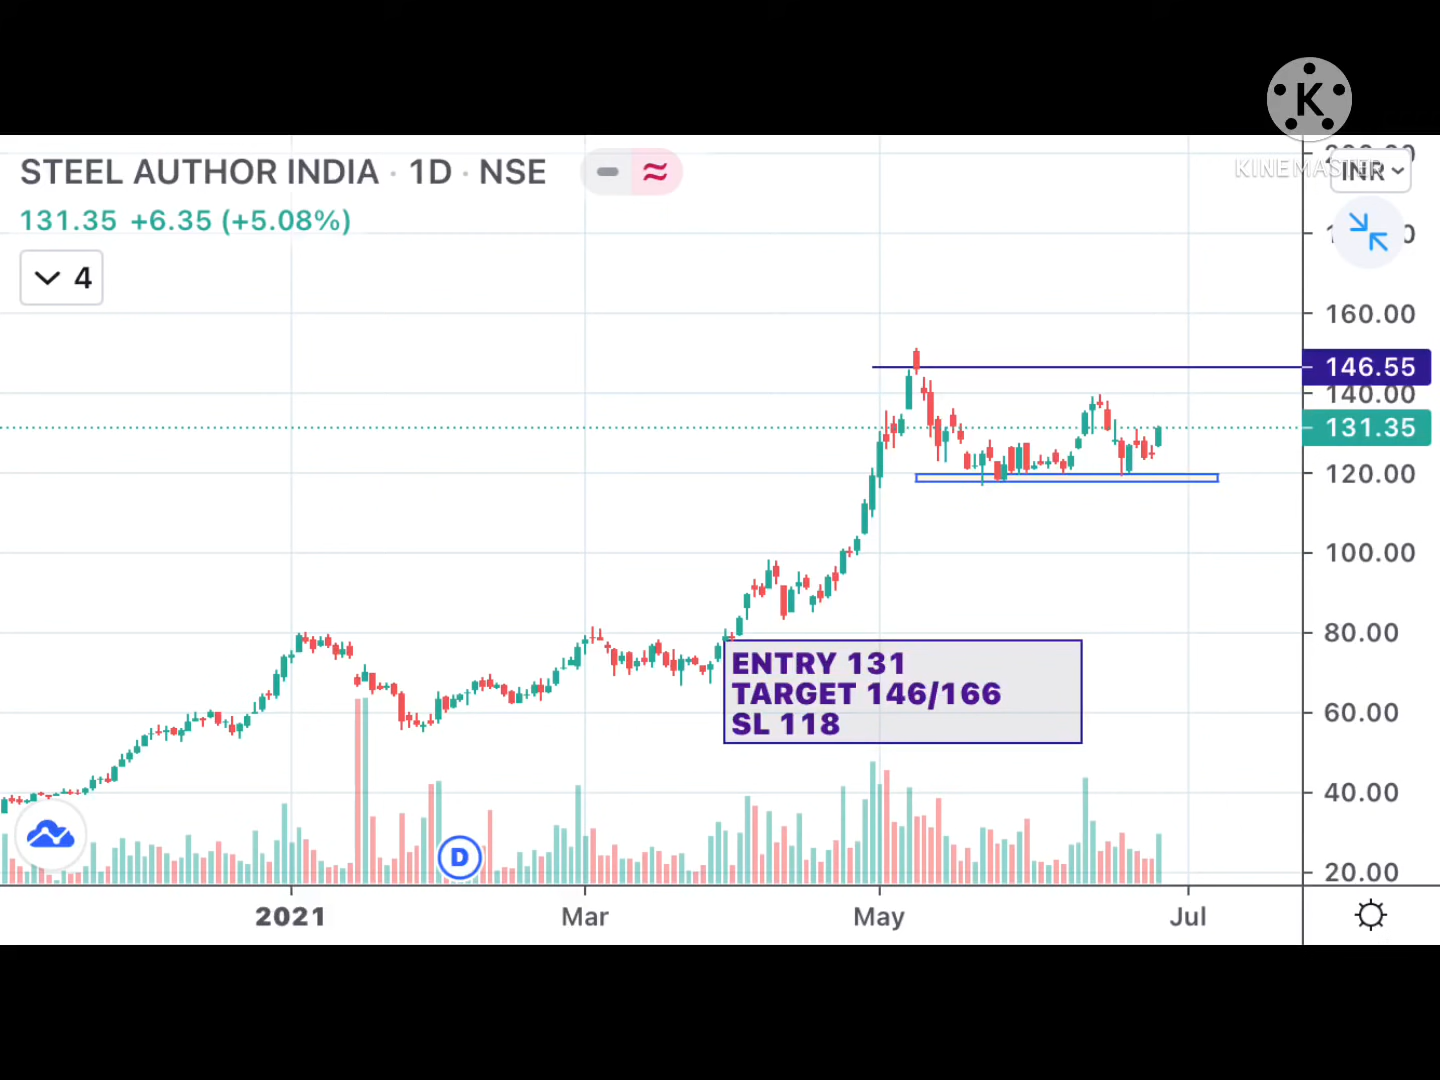 K
KINEMASTER
STEEL AUTHOR INDIA · 1D · NSE
INR
131.35 +6.35 (+5.08%)
4
160.00
146.55
140.00
131.35
120.00
100.00
80.00
ENTRY 131
TARGET 146/166
SL 118
60.00
40.00
D
20.00
2021 Mar May Jul